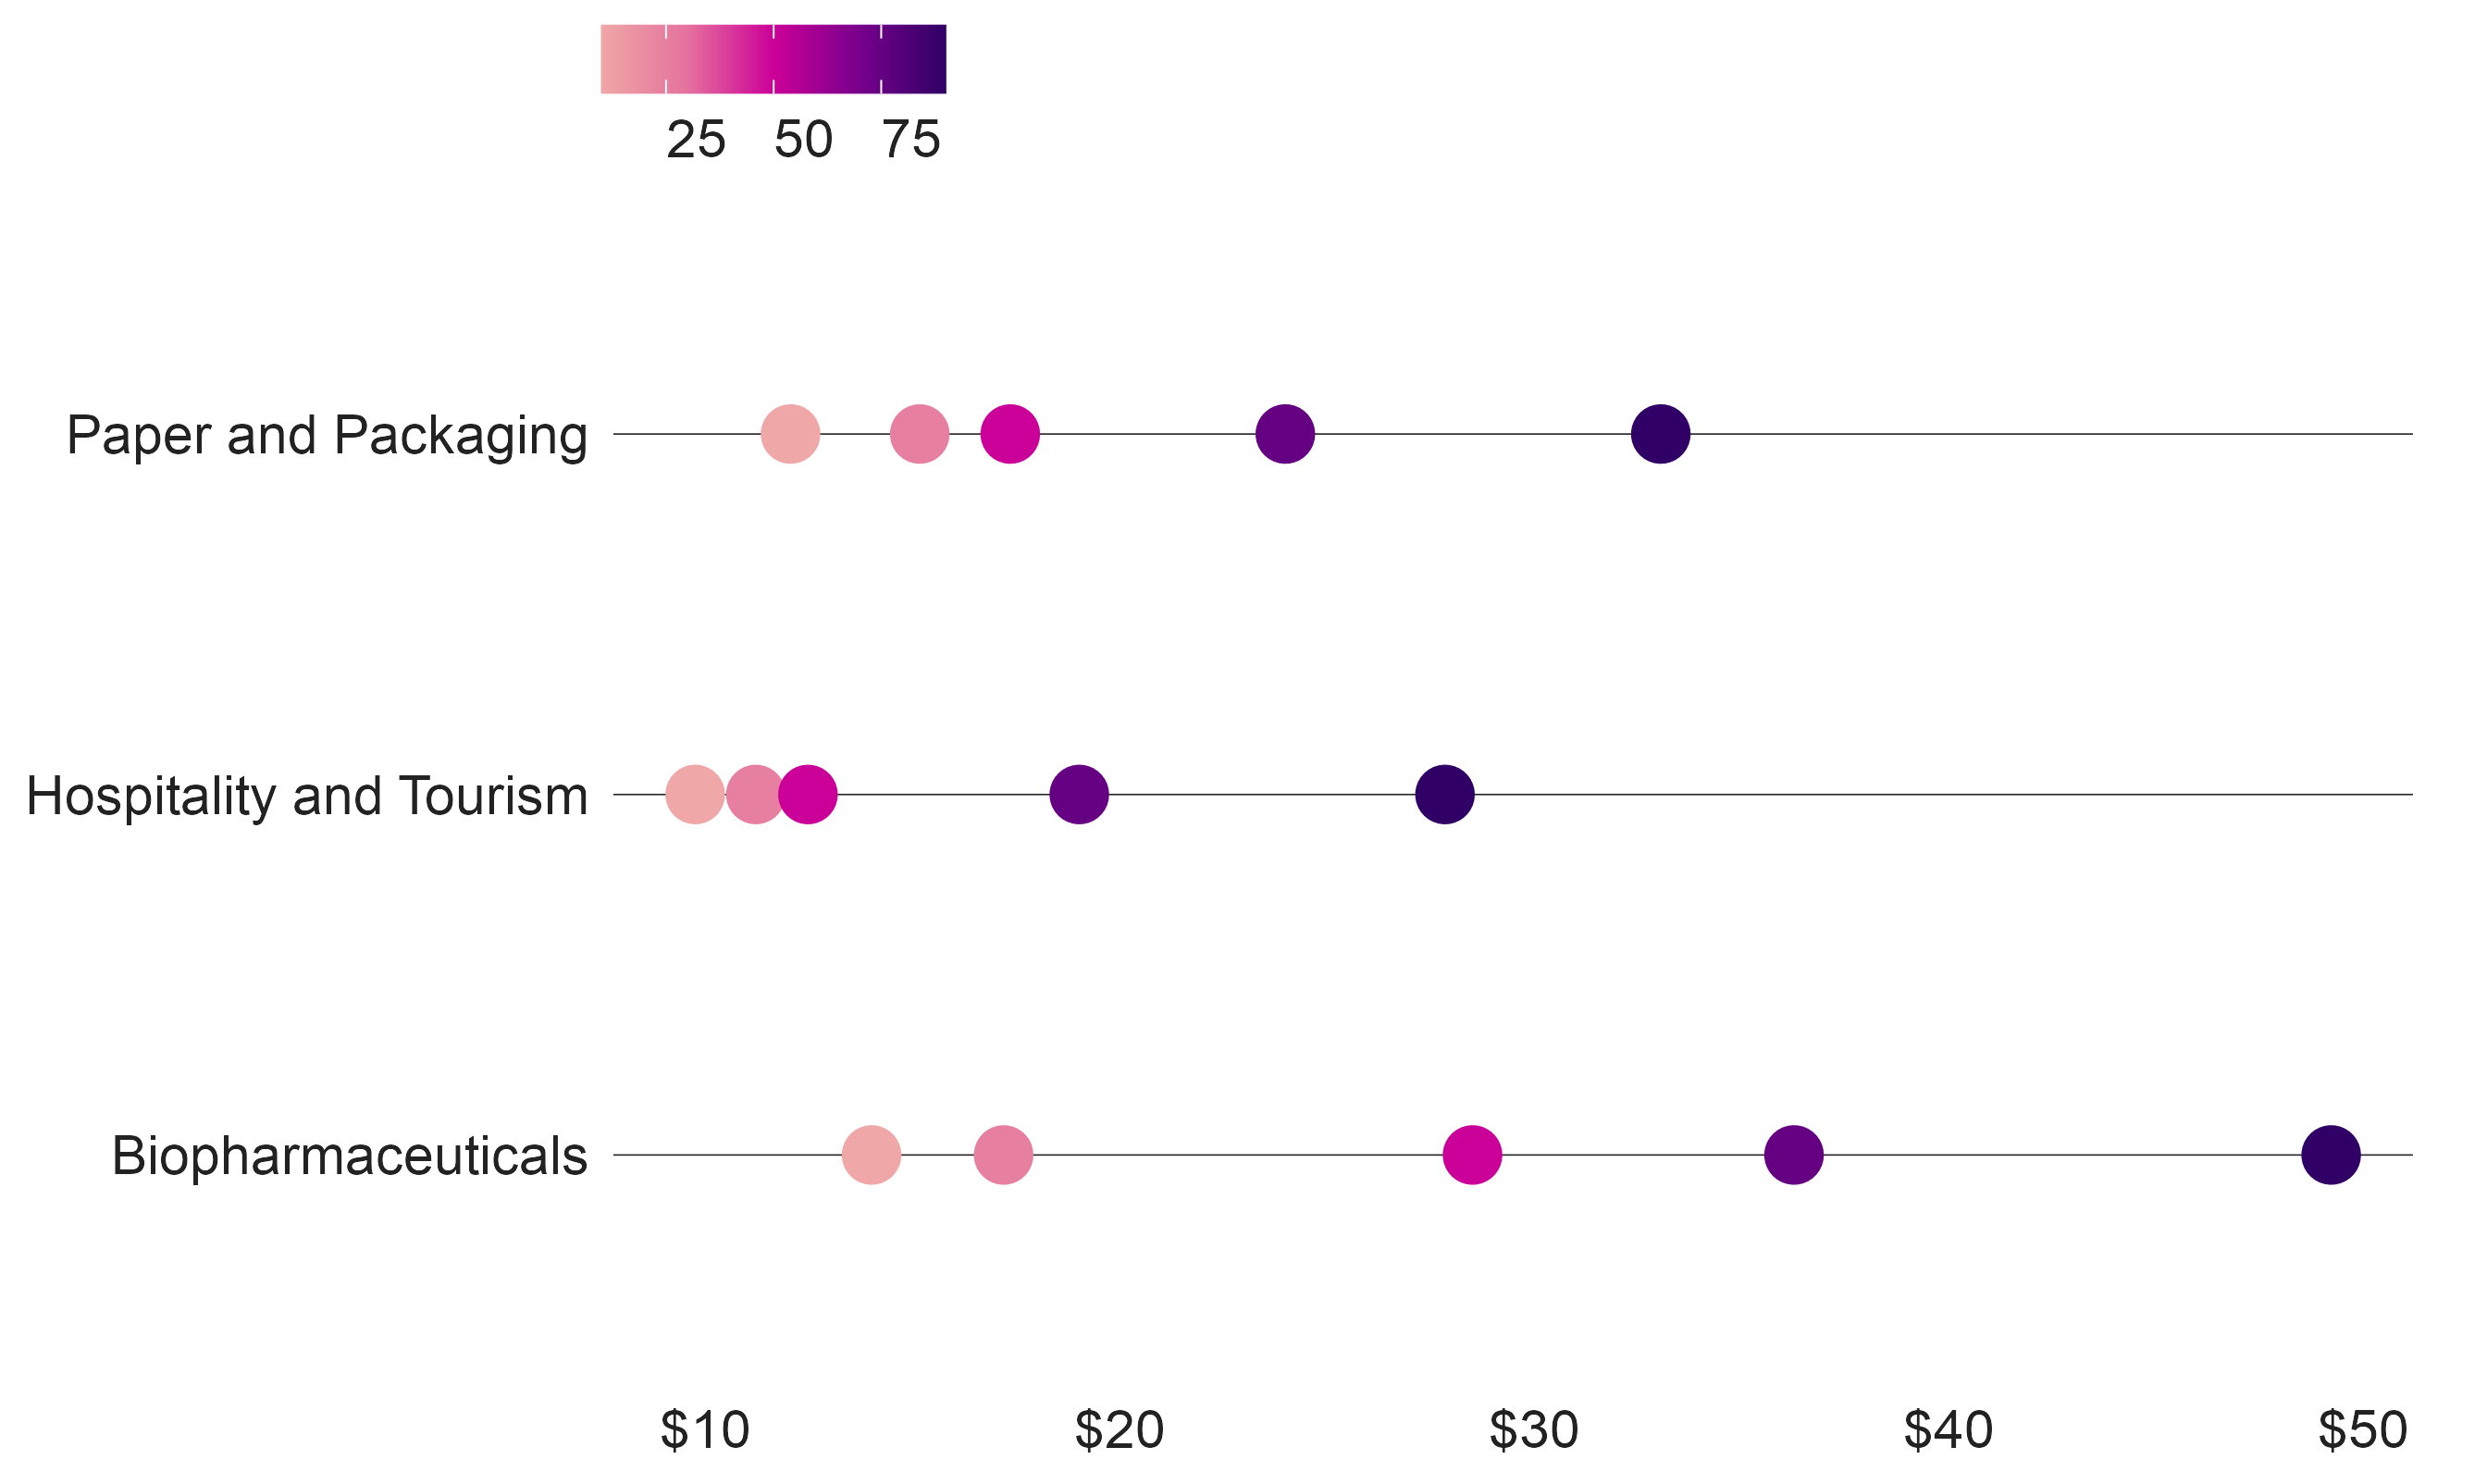 25 50 75
Paper and Packaging
Hospitality and Tourism
Biopharmaceuticals
$10 $20 $30 $40 $50